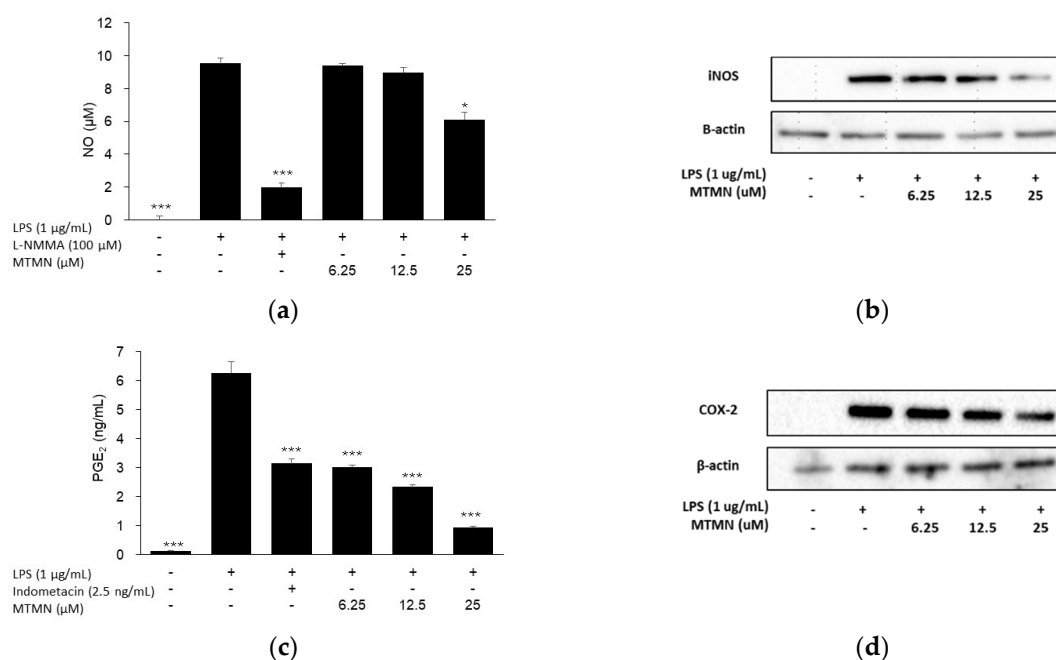 12
10
8
6
4
2
0
NO (µM)
***
***
*
LPS (1 µg/mL) - + + + + +
L-NMMA (100 µM) - - + - - -
MTMN (µM) - - - 6.25 12.5 25
(a)
iNOS
B-actin
LPS (1 ug/mL) - + + + +
MTMN (uM) - - 6.25 12.5 25
(b)
7
6
5
4
3
2
1
0
PGE2 (ng/mL)
***
***
***
***
***
LPS (1 µg/mL) - + + + + +
Indometacin (2.5 ng/mL) - - + - - -
MTMN (µM) - - - 6.25 12.5 25
(c)
COX-2
β-actin
LPS (1 ug/mL) - + + + +
MTMN (uM) - - 6.25 12.5 25
(d)